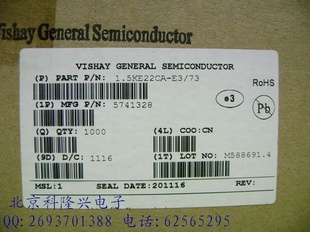 Vishay General Semiconductor
VISHAY GENERAL SEMICONDUCTOR
(P) PART P/N: 1.5KE22CA-E3/73
RoHS
(1P) MFG P/N: 5741328
e3
Pb
(Q) QTY: 1000 (4L) COO:CN
(9D) D/C: 1116 (1T) LOT NO: M588691.4
MSL:1 SEAL DATE:201116 REV:
北京科隆兴电子
QQ: 2693701388 电话: 62565295